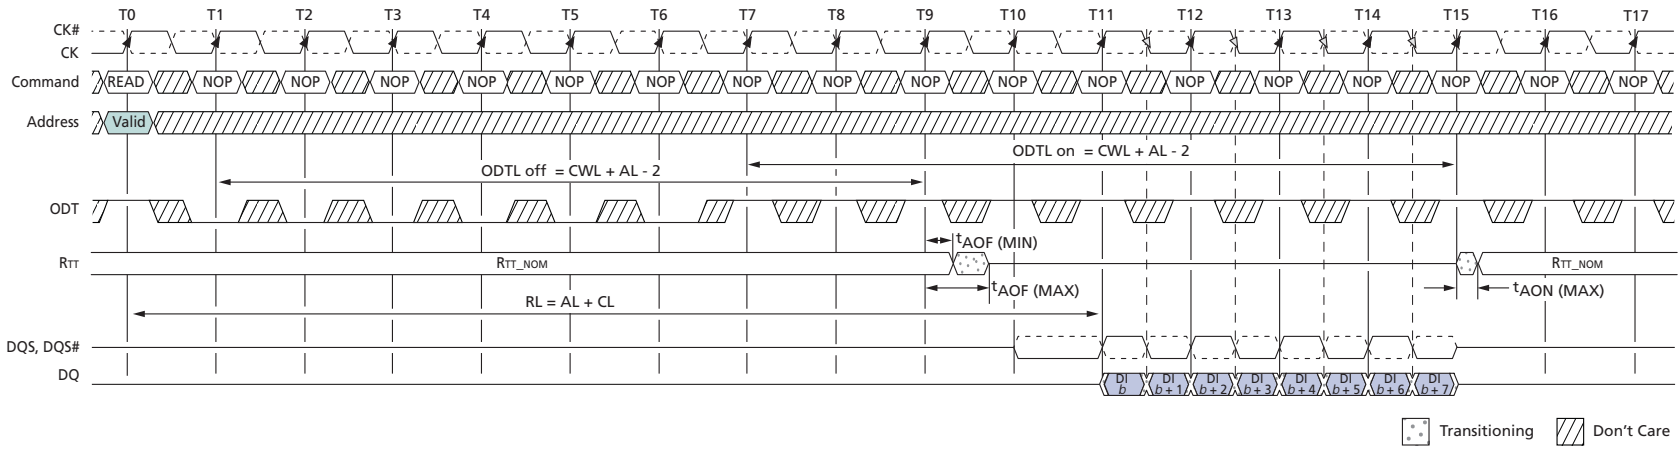 T0 T1 T2 T3 T4 T5 T6 T7 T8 T9 T10 T11 T12 T13 T14 T15 T16 T17
CK#
CK
Command READ NOP NOP NOP NOP NOP NOP NOP NOP NOP NOP NOP NOP NOP NOP NOP NOP NOP
Address Valid
ODTL on = CWL + AL - 2
ODTL off = CWL + AL - 2
ODT
tAOF (MIN)
RTT RTT_NOM RTT_NOM
tAOF (MAX) tAON (MAX)
RL = AL + CL
DQS, DQS#
DQ
DI DI DI DI DI DI DI DI
b b + 1 b + 2 b + 3 b + 4 b + 5 b + 6 b + 7
Transitioning Don't Care